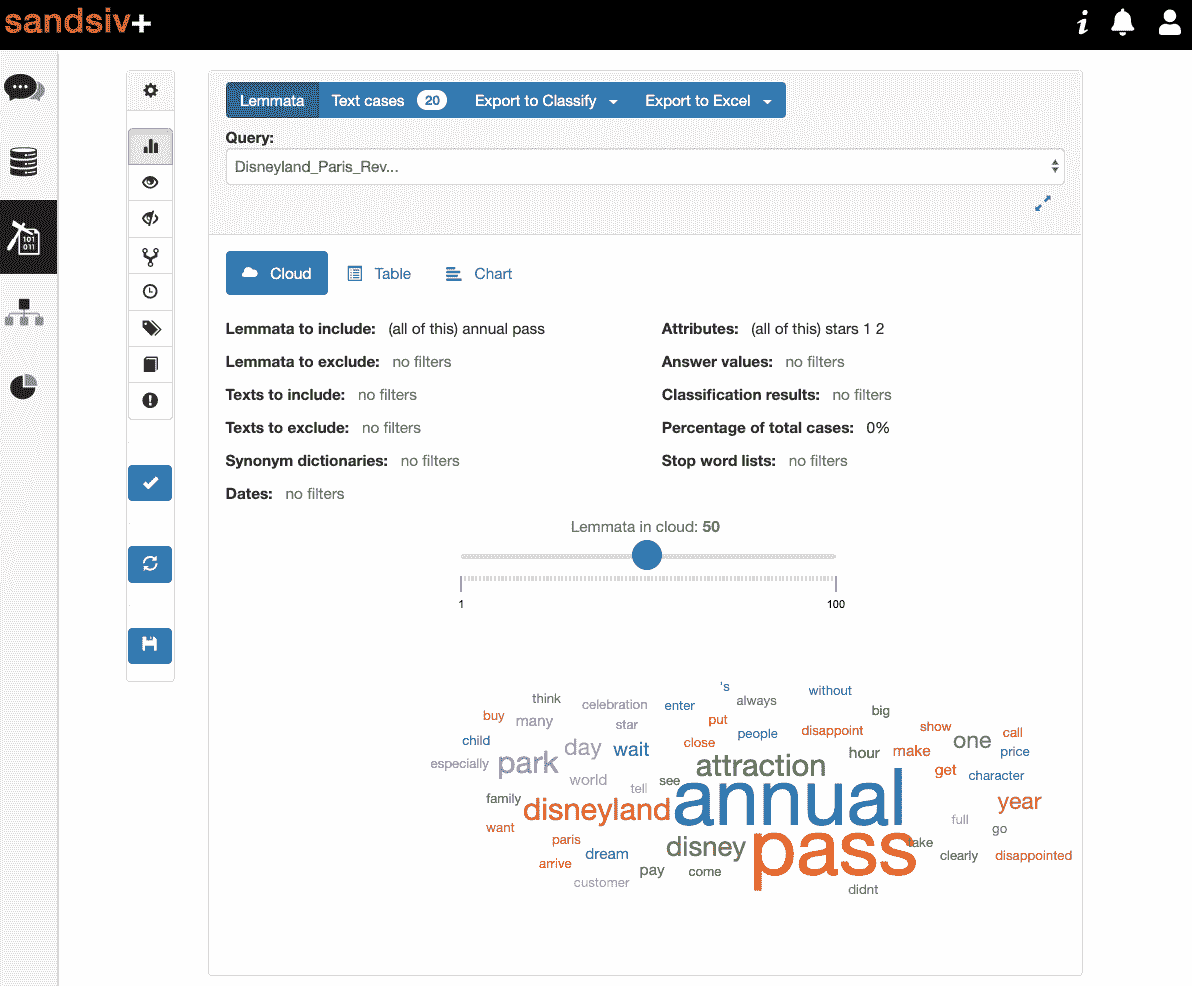 sandsiv+
Lemmata Text cases 20 Export to Classify Export to Excel
Query:
Disneyland_Paris_Rev...
Cloud Table Chart
Lemmata to include: (all of this) annual pass
Attributes: (all of this) stars 1 2
Lemmata to exclude: no filters
Answer values: no filters
Texts to include: no filters
Classification results: no filters
Texts to exclude: no filters
Percentage of total cases: 0%
Synonym dictionaries: no filters
Stop word lists: no filters
Dates: no filters
Lemmata in cloud: 50
1 100
's
think celebration enter always without
buy many star put big
child day wait close people disappoint hour make show one call
especially park attraction price
world tell see annual get character
family disneyland year
want full go
paris dream disney pass take clearly disappointed
arrive pay come
customer didnt